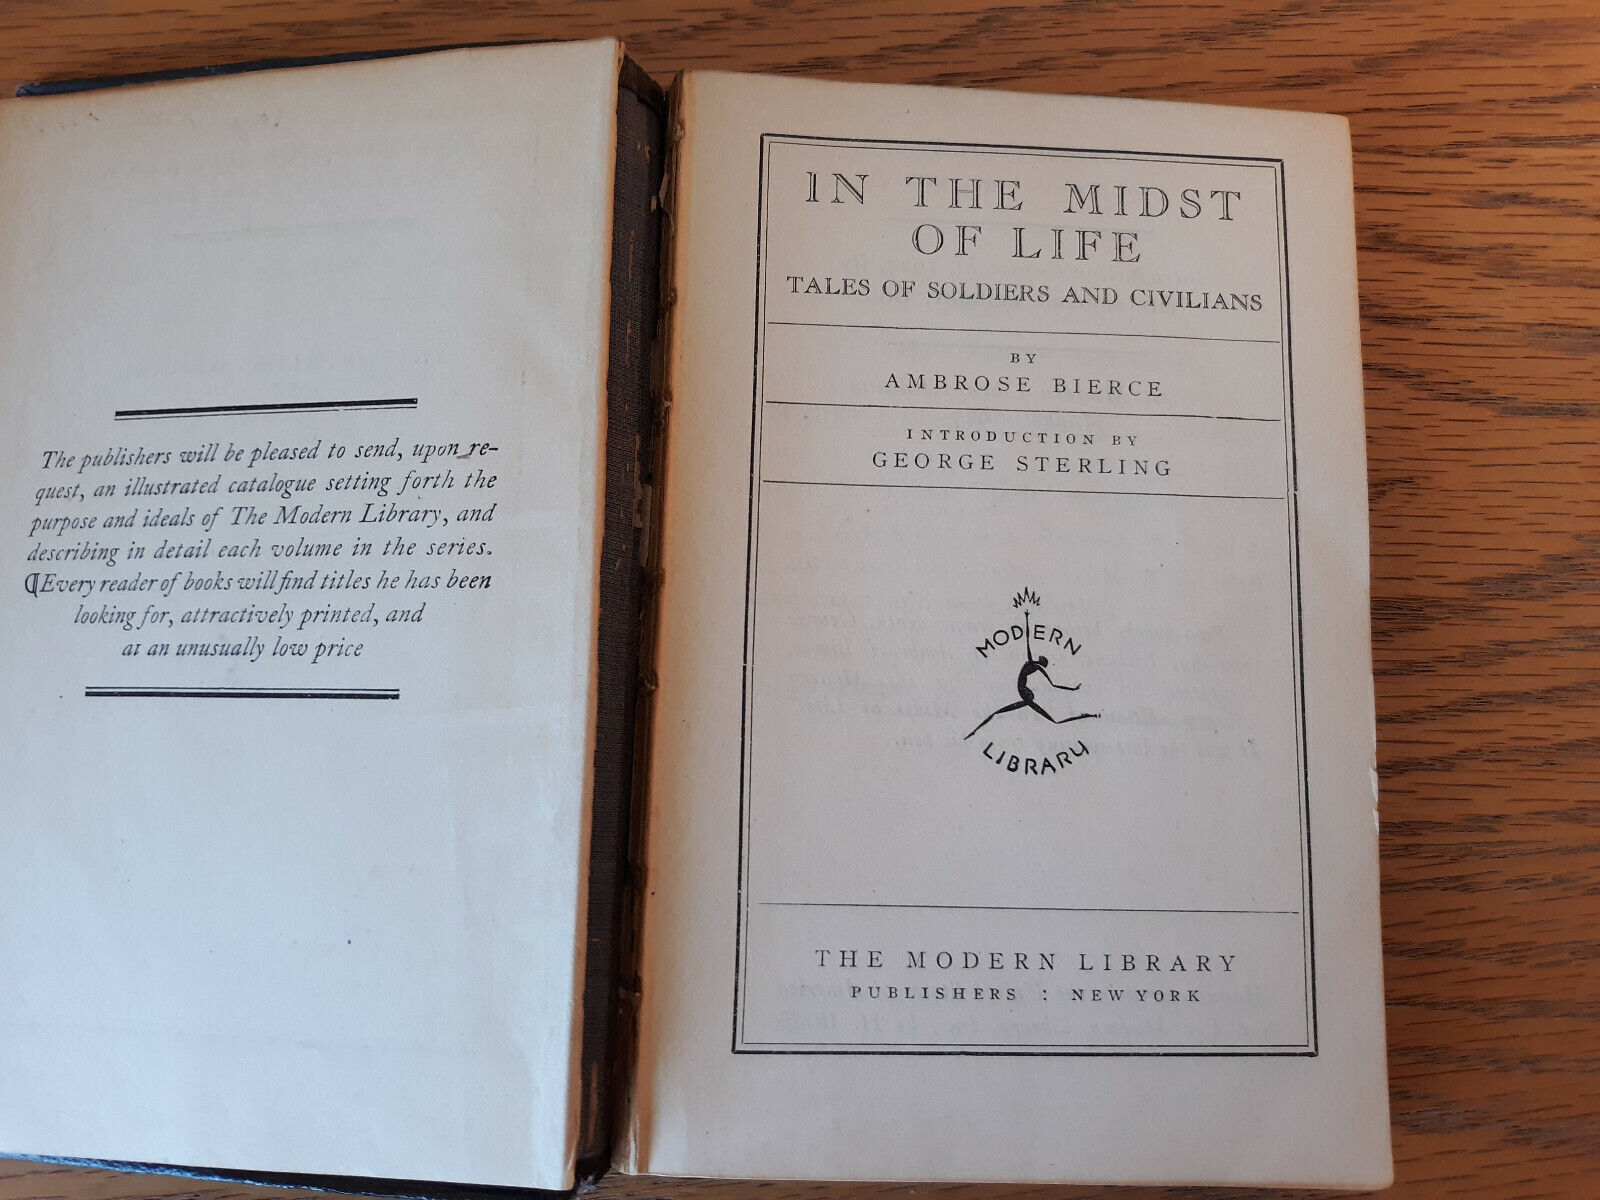 The publishers will be pleased to send, upon re-
quest, an illustrated catalogue setting forth the
purpose and ideals of The Modern Library, and
describing in detail each volume in the series.
¶Every reader of books will find titles he has been
looking for, attractively printed, and
at an unusually low price
IN THE MIDST
OF LIFE
TALES OF SOLDIERS AND CIVILIANS
BY
AMBROSE BIERCE
INTRODUCTION BY
GEORGE STERLING
MODERN
LIBRARY
THE MODERN LIBRARY
PUBLISHERS : NEW YORK